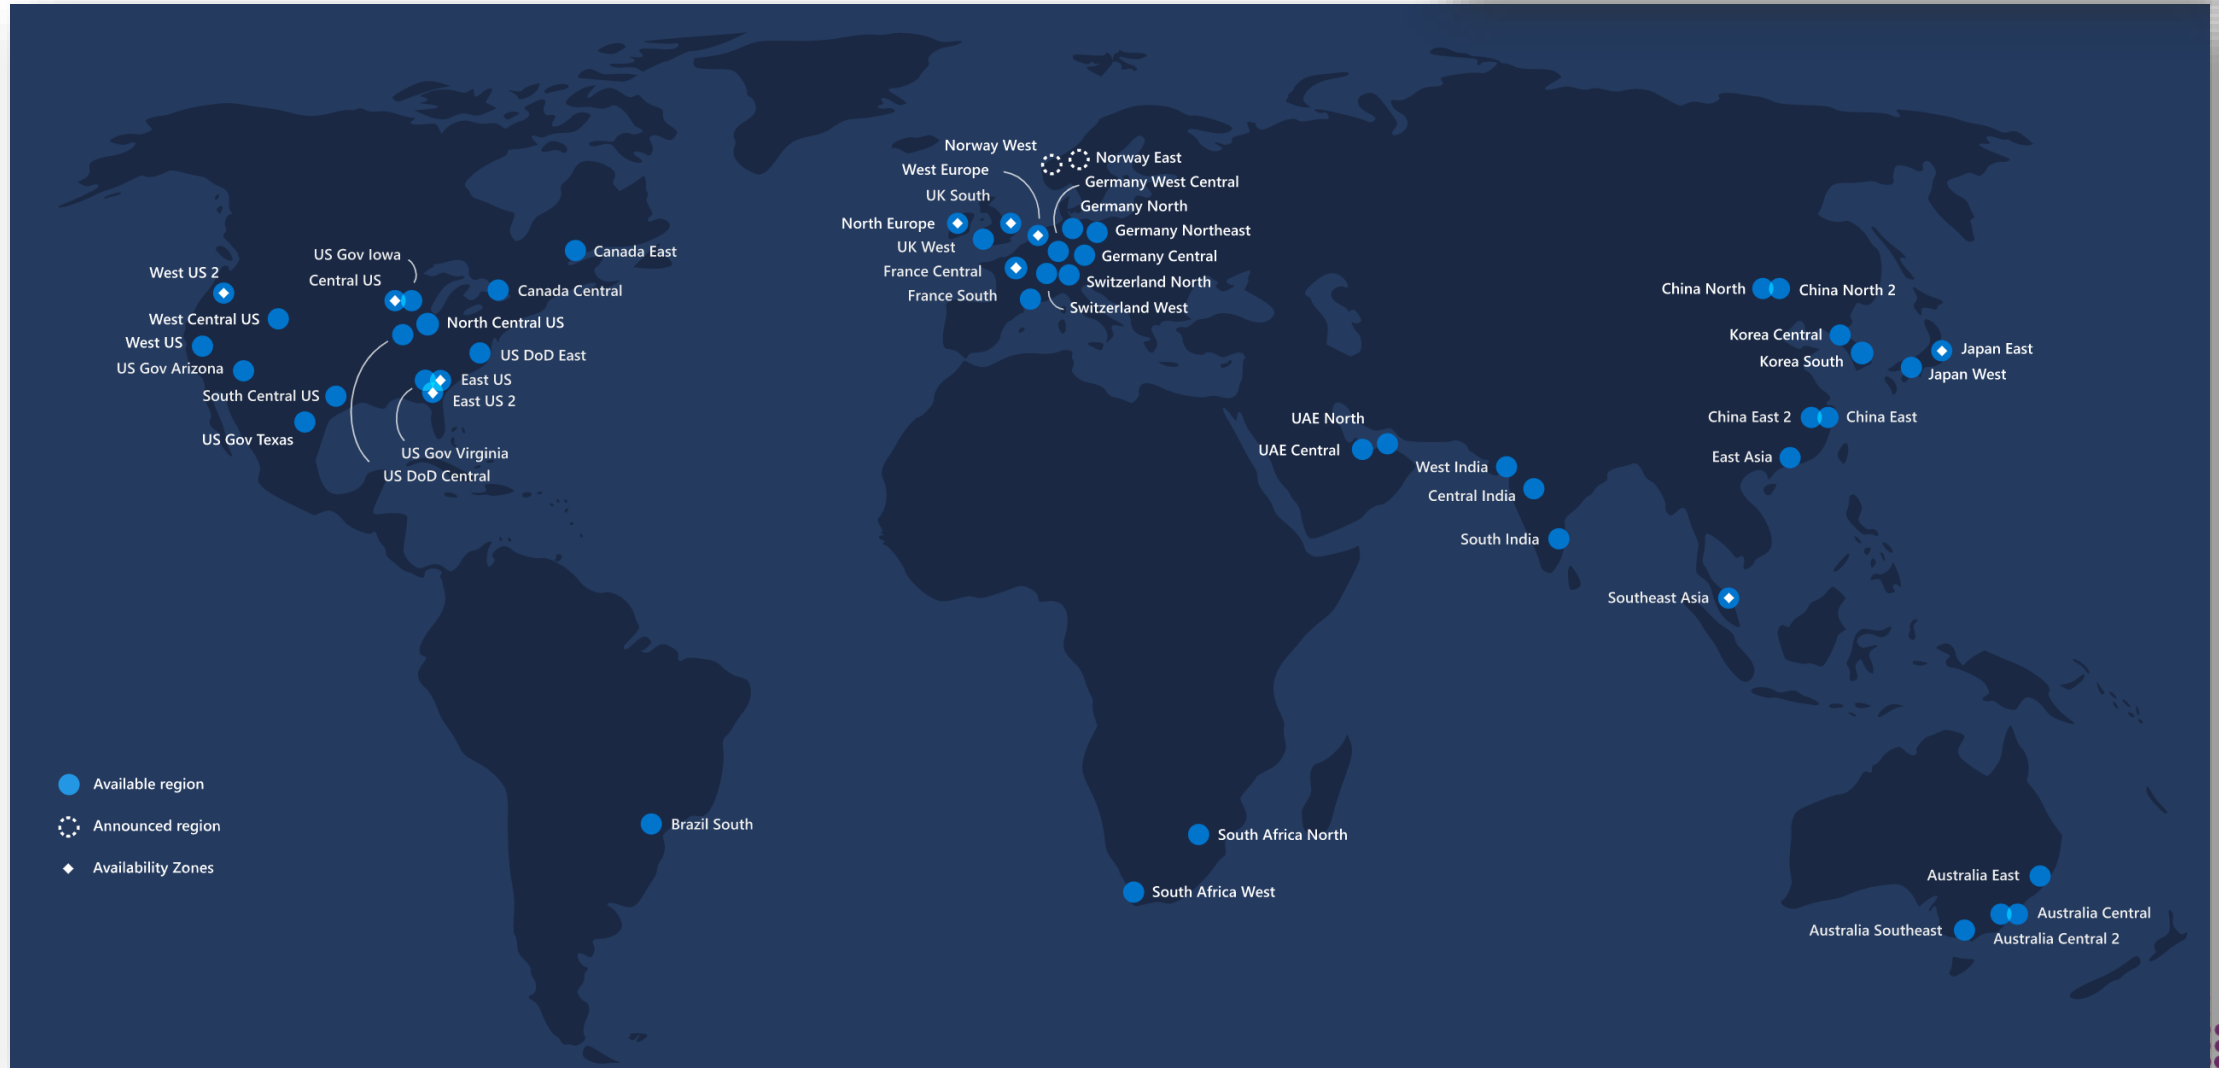 Norway West
Norway East
West Europe
Germany West Central
UK South
Germany North
North Europe
Germany Northeast
UK West
Germany Central
France Central
Switzerland North
France South
Switzerland West
US Gov Iowa
Canada East
West US 2
Central US
Canada Central
West Central US
North Central US
West US
US DoD East
US Gov Arizona
East US
South Central US
East US 2
US Gov Texas
US Gov Virginia
US DoD Central
China North
China North 2
Korea Central
Japan East
Korea South
Japan West
China East 2
China East
East Asia
UAE North
UAE Central
West India
Central India
South India
Southeast Asia
Available region
Announced region
Availability Zones
Brazil South
South Africa North
South Africa West
Australia East
Australia Central
Australia Southeast
Australia Central 2